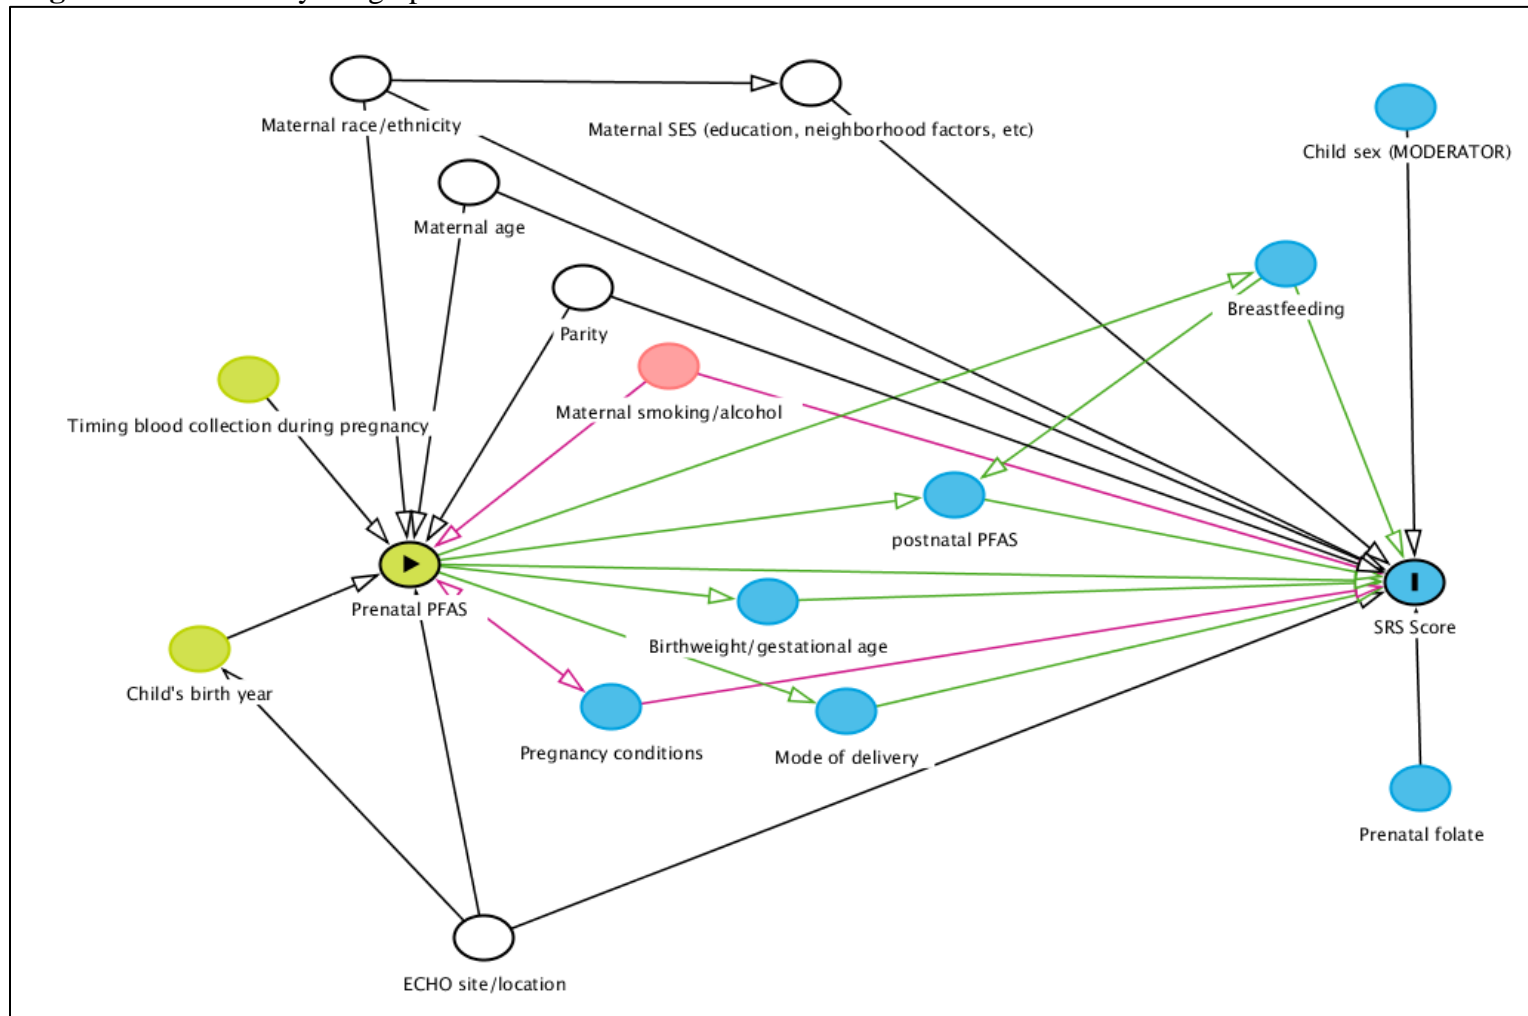 Maternal race/ethnicity
Maternal SES (education, neighborhood factors, etc)
Child sex (MODERATOR)
Maternal age
Breastfeeding
Parity
Maternal smoking/alcohol
Timing blood collection during pregnancy
postnatal PFAS
Prenatal PFAS
SRS Score
Birthweight/gestational age
Child's birth year
Pregnancy conditions
Mode of delivery
Prenatal folate
ECHO site/location